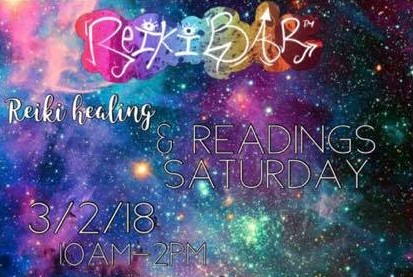 ReikiBAR™
Reiki healing
& READINGS
SATURDAY
3/2/18
10AM-2PM